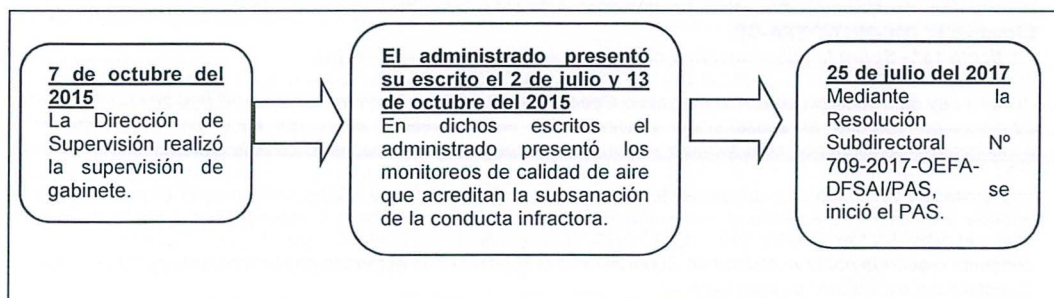 7 de octubre del
2015
La Dirección de
Supervisión realizó
la supervisión de
gabinete.
El administrado presentó
su escrito el 2 de julio y 13
de octubre del 2015
En dichos escritos el
administrado presentó los
monitoreos de calidad de aire
que acreditan la subsanación
de la conducta infractora.
25 de julio del 2017
Mediante la
Resolución
Subdirectoral N°
709-2017-OEFA-
DFSAI/PAS, se
inició el PAS.